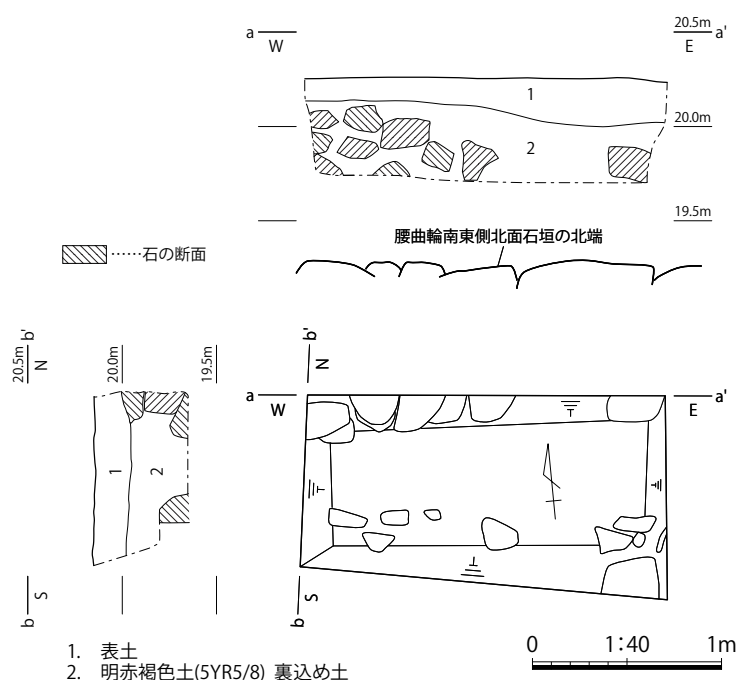 a W
20.5m
E a'
1
20.0m
2
19.5m
腰曲輪南東側北面石垣の北端
……石の断面
b'
20.5m N
20.0m
19.5m
b'
N
a W
E a'
1
2
b S
b S
0 1:40 1m
1. 表土
2. 明赤褐色土(5YR5/8) 裏込め土